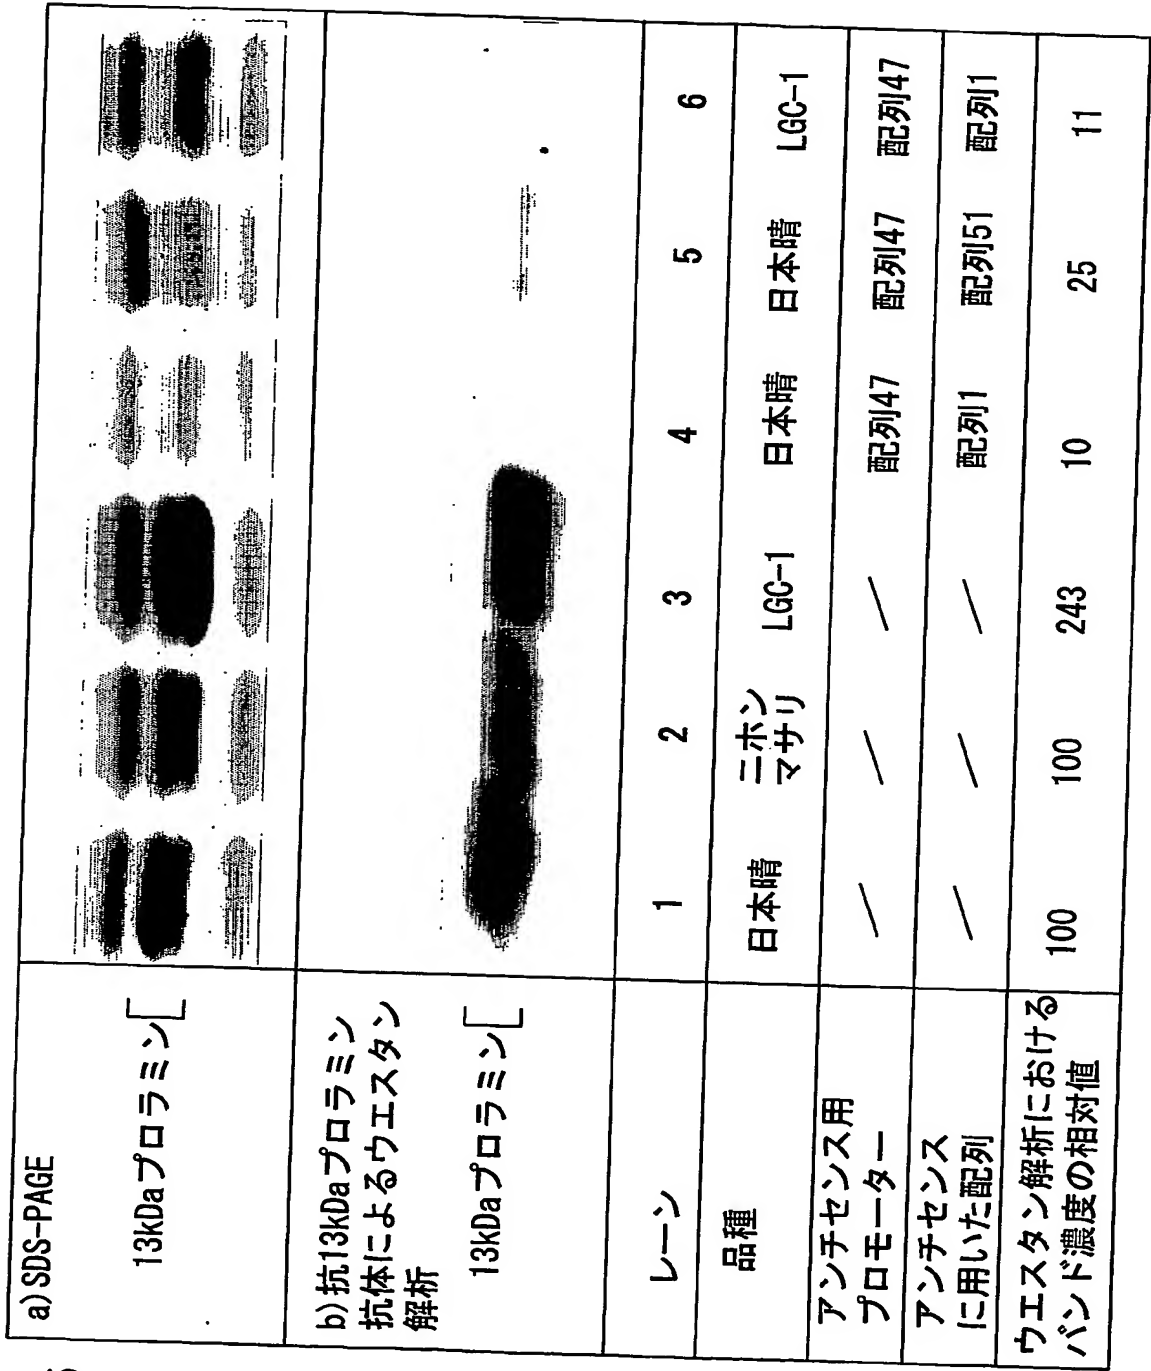 a)SDS-PAGE
13kDaプロラミン[
b)抗13kDaプロラミン
抗体によるウエスタン
解析
13kDaプロラミン[
レーン 1 2 3 4 5 6
品種 日本晴 ニホン LGC-1 日本晴 日本晴 LGC-1
マサリ
アンチセンス用
プロモーター / / / 配列47 配列47 配列47
アンチセンス
に用いた配列 / / / 配列1 配列51 配列1
ウエスタン解析における
バンド濃度の相対値 100 100 243 10 25 11